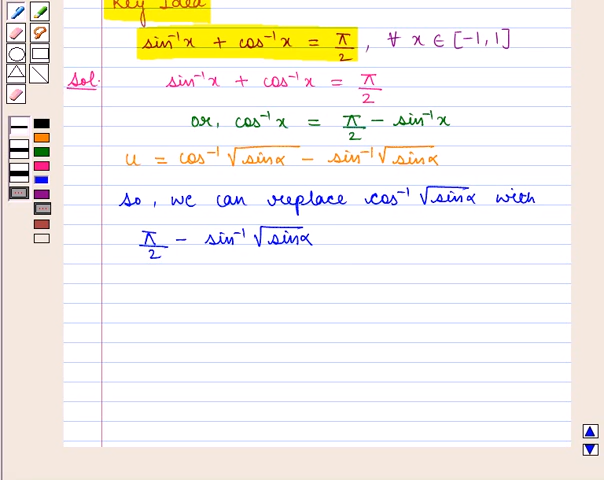 Key Idea
sin⁻¹x + cos⁻¹x = π/2, ∀ x ∈ [-1, 1]
Sol. sin⁻¹x + cos⁻¹x = π/2
or, cos⁻¹x = π/2 - sin⁻¹x
u = cos⁻¹ √sinα - sin⁻¹ √sinα
so, we can replace cos⁻¹ √sinα with
π/2 - sin⁻¹ √sinα